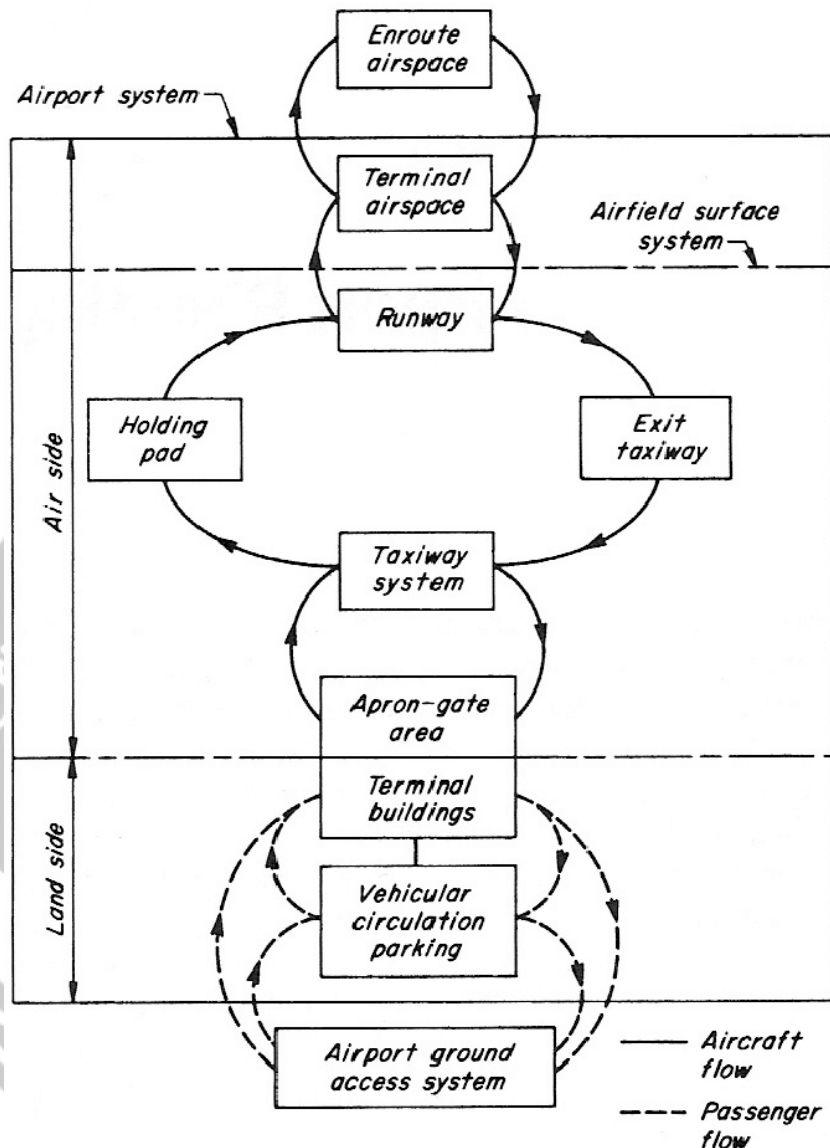 Enroute
airspace
Airport system
Terminal
airspace
Airfield surface
system
Runway
Holding
pad
Exit
taxiway
Air side
Taxiway
system
Apron-gate
area
Terminal
buildings
Land side
Vehicular
circulation
parking
Airport ground
access system
Aircraft
flow
Passenger
flow